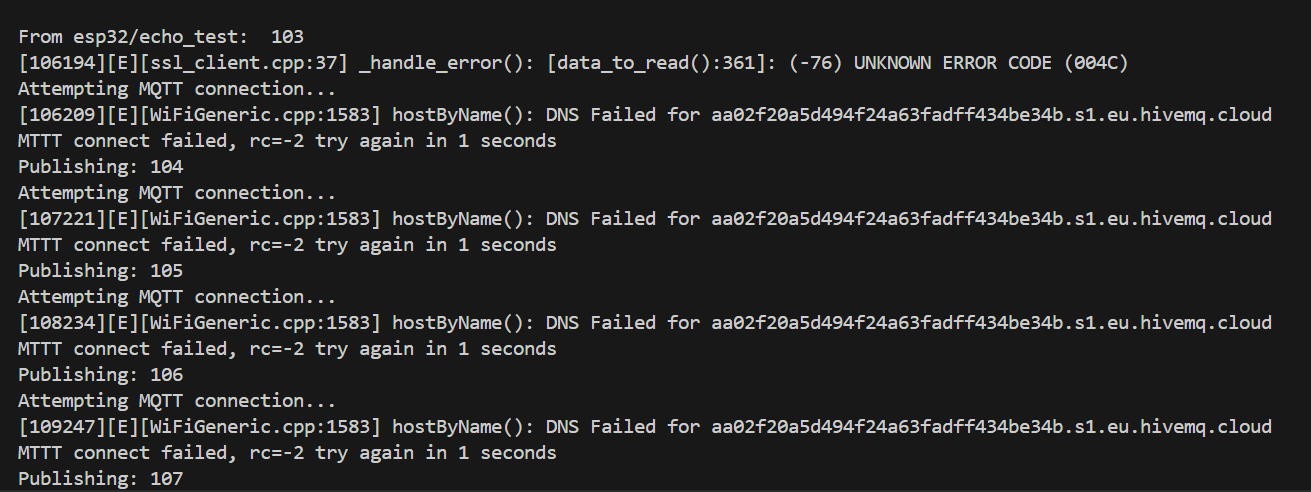 From esp32/echo_test:  103
[106194][E][ssl_client.cpp:37] _handle_error(): [data_to_read():361]: (-76) UNKNOWN ERROR CODE (004C)
Attempting MQTT connection...
[106209][E][WiFiGeneric.cpp:1583] hostByName(): DNS Failed for aa02f20a5d494f24a63fadff434be34b.s1.eu.hivemq.cloud
MTTT connect failed, rc=-2 try again in 1 seconds
Publishing: 104
Attempting MQTT connection...
[107221][E][WiFiGeneric.cpp:1583] hostByName(): DNS Failed for aa02f20a5d494f24a63fadff434be34b.s1.eu.hivemq.cloud
MTTT connect failed, rc=-2 try again in 1 seconds
Publishing: 105
Attempting MQTT connection...
[108234][E][WiFiGeneric.cpp:1583] hostByName(): DNS Failed for aa02f20a5d494f24a63fadff434be34b.s1.eu.hivemq.cloud
MTTT connect failed, rc=-2 try again in 1 seconds
Publishing: 106
Attempting MQTT connection...
[109247][E][WiFiGeneric.cpp:1583] hostByName(): DNS Failed for aa02f20a5d494f24a63fadff434be34b.s1.eu.hivemq.cloud
MTTT connect failed, rc=-2 try again in 1 seconds
Publishing: 107